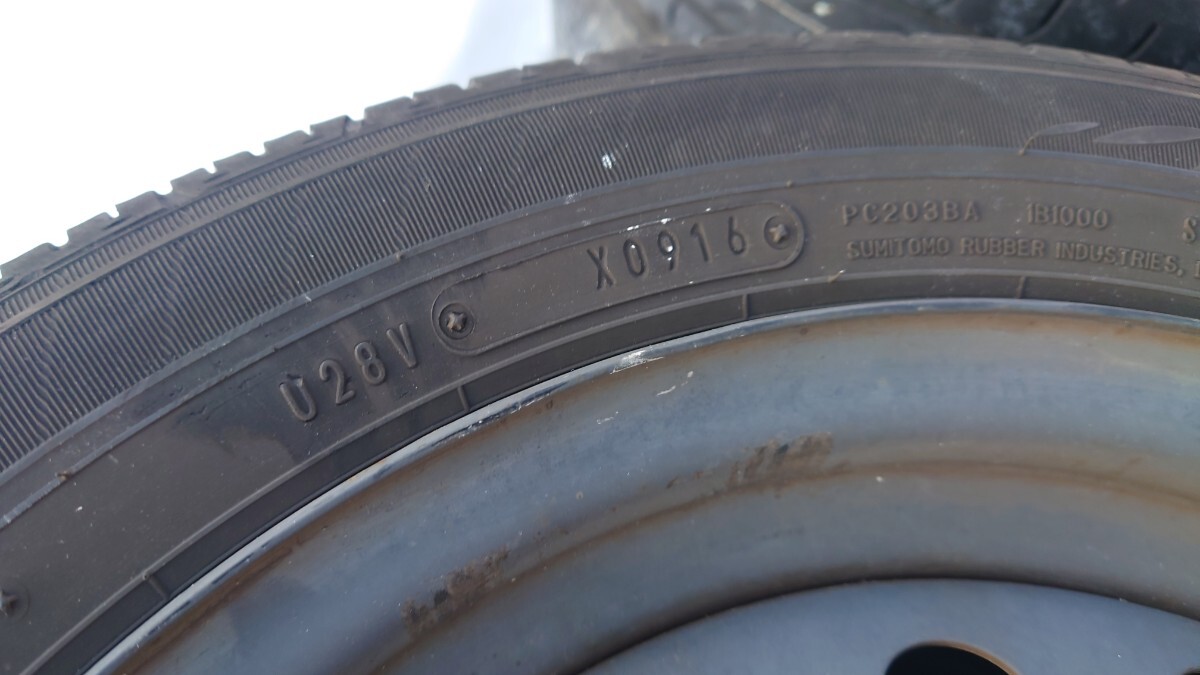 U28V X0916
PC203BA 1B1000 S
SUMITOMO RUBBER INDUSTRIES,